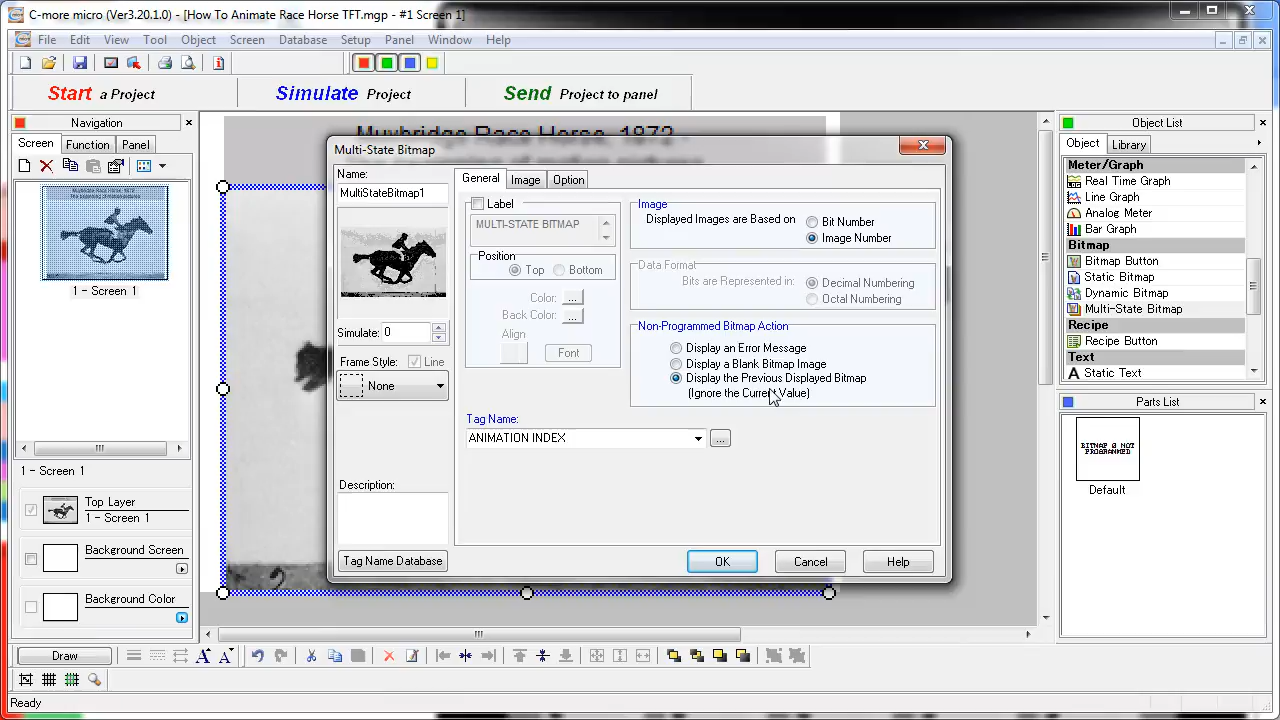 C-more micro (Ver3.20.1.0) - [How To Animate Race Horse TFT.mgp - #1 Screen 1]
File Edit View Tool Object Screen Database Setup Panel Window Help
Start a Project Simulate Project Send Project to panel
Navigation
Screen Function Panel
1 - Screen 1
1 - Screen 1
Top Layer
1 - Screen 1
Background Screen
Background Color
Muybridge Race Horse, 1872 -
Multi-State Bitmap
Name:
MultiStateBitmap1
Simulate: 0
Frame Style: Line
None
Description:
Tag Name Database
General Image Option
Label
MULTI-STATE BITMAP
Position
Top Bottom
Color: ...
Back Color: ...
Align
Font
Image
Displayed Images are Based on
Bit Number
Image Number
Data Format
Bits are Represented in:
Decimal Numbering
Octal Numbering
Non-Programmed Bitmap Action
Display an Error Message
Display a Blank Bitmap Image
Display the Previous Displayed Bitmap
(Ignore the Current Value)
Tag Name:
ANIMATION INDEX ...
OK Cancel Help
Object List
Object Library
Meter/Graph
Real Time Graph
Line Graph
Analog Meter
Bar Graph
Bitmap
Bitmap Button
Static Bitmap
Dynamic Bitmap
Multi-State Bitmap
Recipe
Recipe Button
Text
Static Text
Parts List
BITMAP IS NOT
PROGRAMMED
Default
Draw
Ready